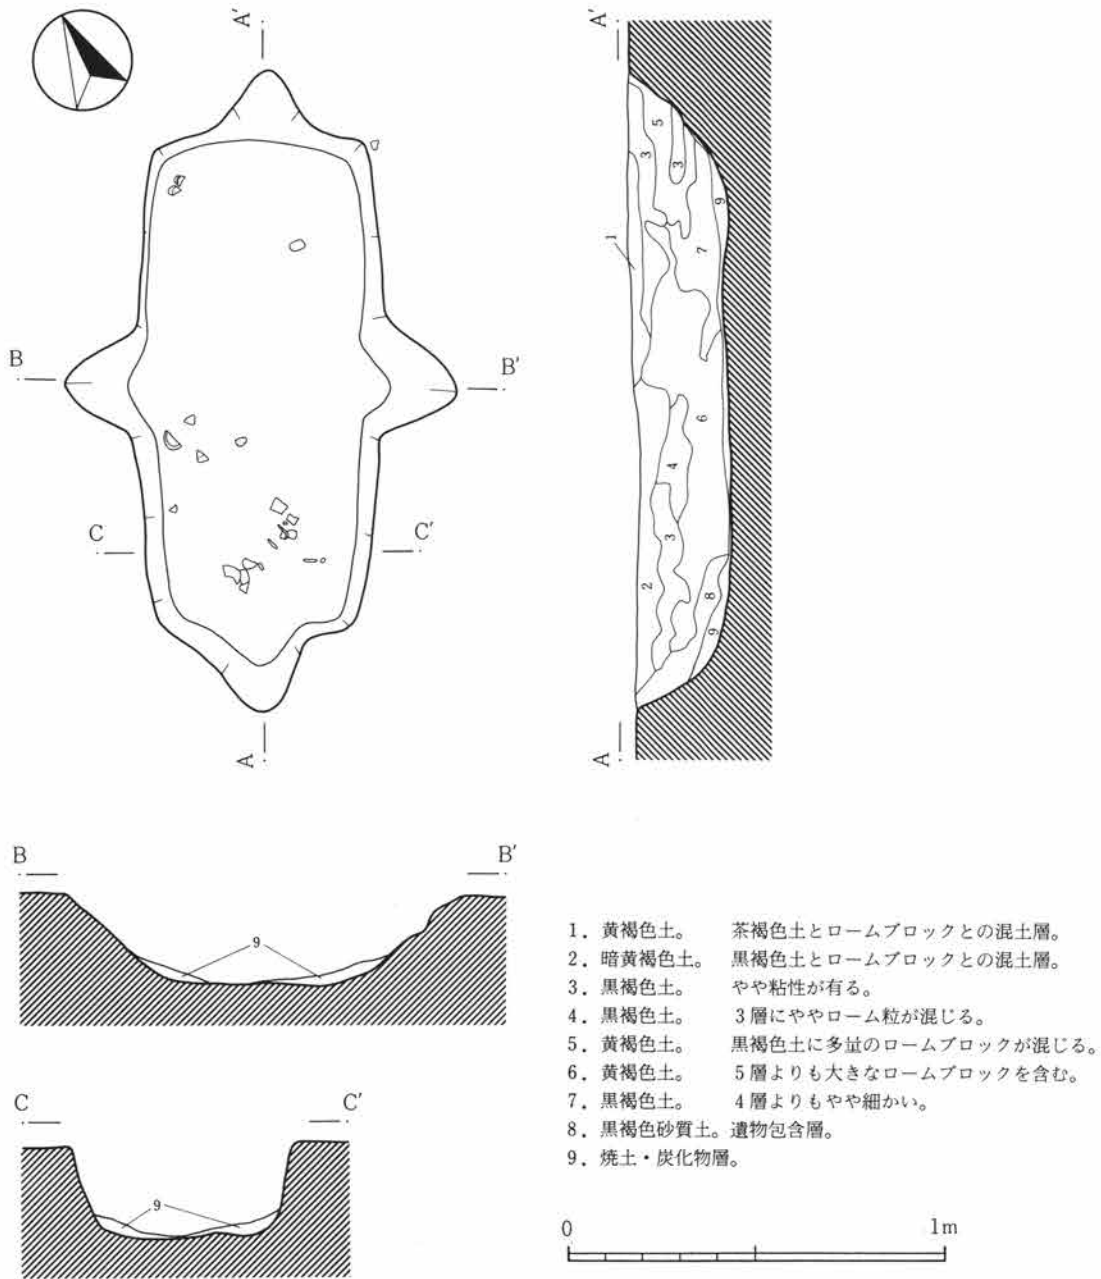 A'
A'
5
3
3
9
1
7
B
B'
6
4
C
C'
3
2
8
9
A
A
B
B'
9
1. 黄褐色土。 茶褐色土とロームブロックとの混土層。
2. 暗黄褐色土。 黒褐色土とロームブロックとの混土層。
3. 黒褐色土。 やや粘性が有る。
4. 黒褐色土。 3層にややローム粒が混じる。
5. 黄褐色土。 黒褐色土に多量のロームブロックが混じる。
6. 黄褐色土。 5層よりも大きなロームブロックを含む。
7. 黒褐色土。 4層よりもやや細かい。
8. 黒褐色砂質土。遺物包含層。
9. 焼土・炭化物層。
C
C'
9
0 1m